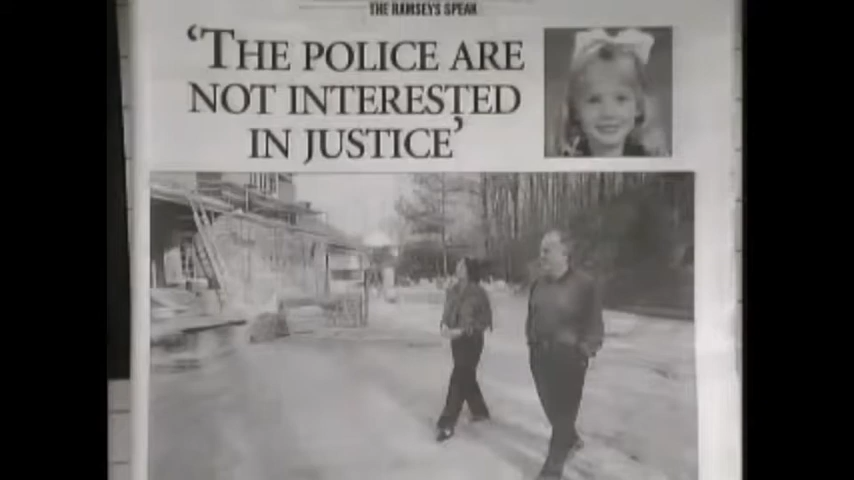 THE RAMSEYS SPEAK
‘THE POLICE ARE
NOT INTERESTED
IN JUSTICE’